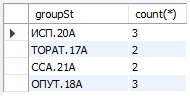 groupSt count(*)
ИСП.20А 3
ТОРАТ.17А 2
ССА.21А 2
ОПУТ.18А 3